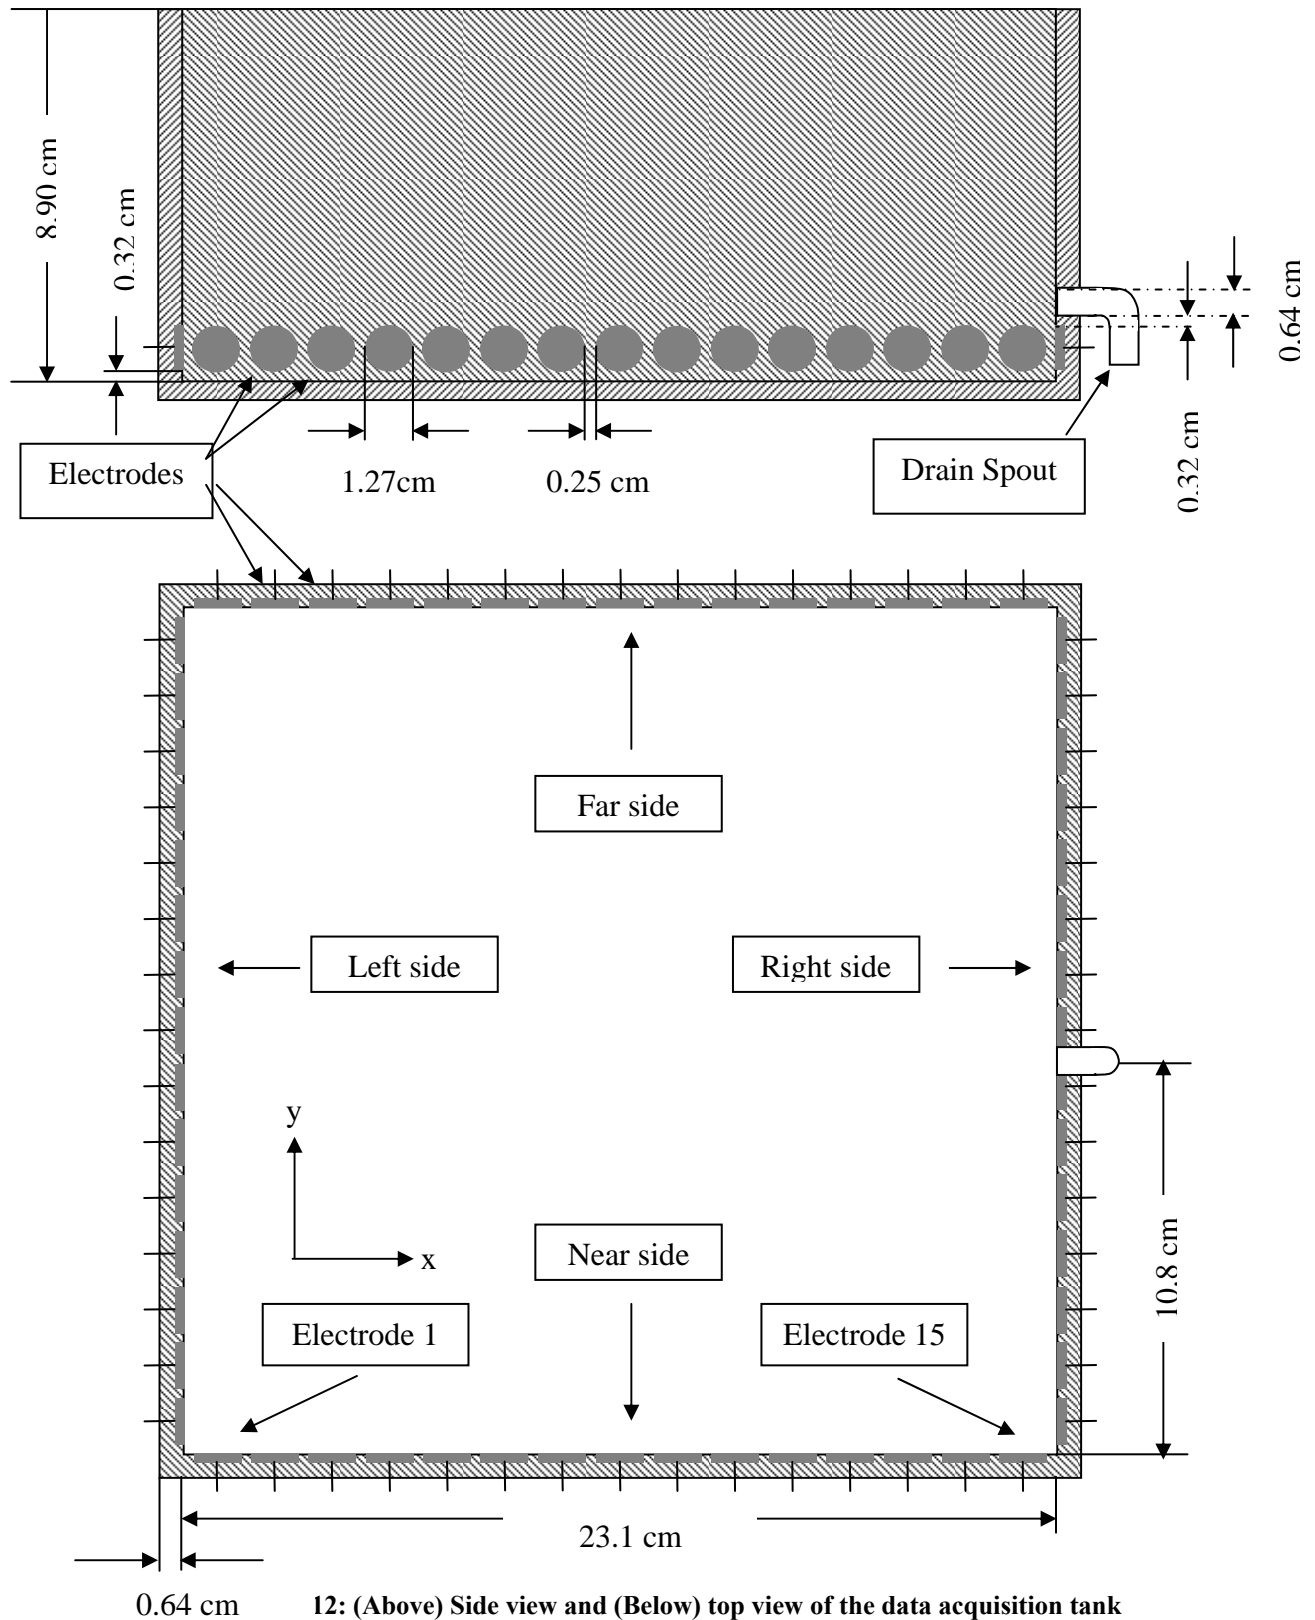 8.90 cm
0.32 cm
0.64 cm
0.32 cm
Electrodes
1.27cm
0.25 cm
Drain Spout
Far side
Left side
Right side
y
x
Near side
Electrode 1
Electrode 15
10.8 cm
23.1 cm
0.64 cm
12: (Above) Side view and (Below) top view of the data acquisition tank